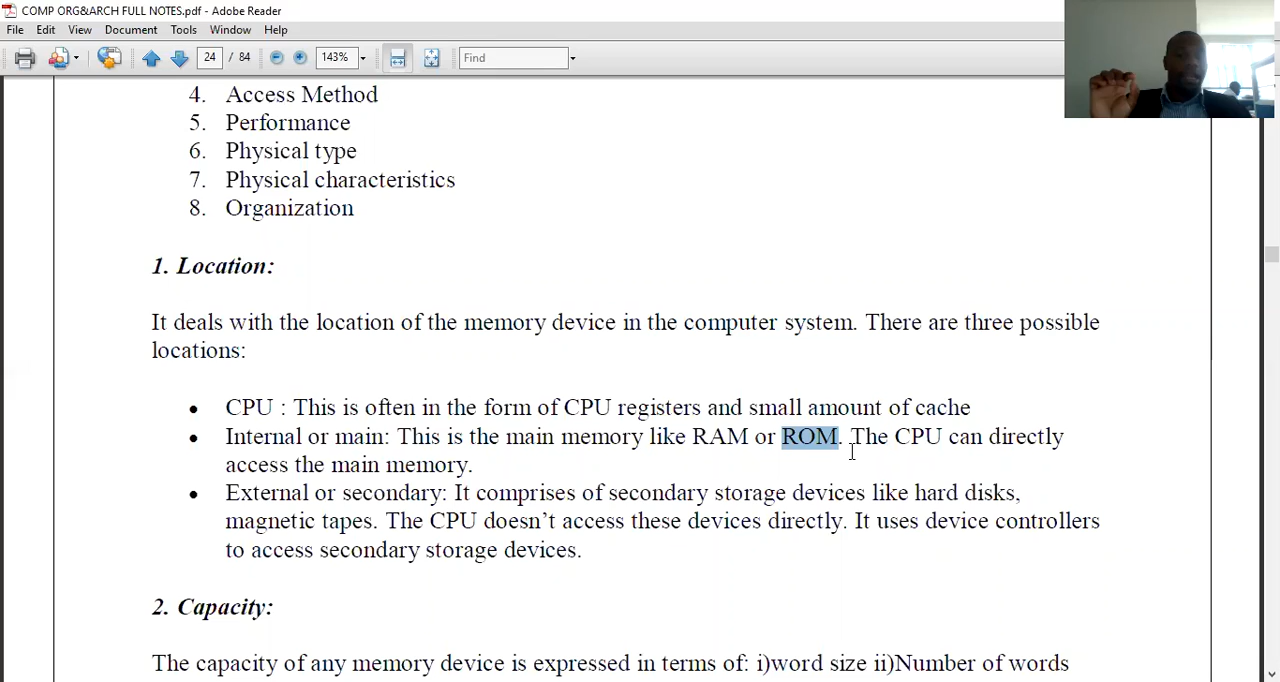 COMP ORG&ARCH FULL NOTES.pdf - Adobe Reader
File Edit View Document Tools Window Help
24 / 84 143% Find
4. Access Method
5. Performance
6. Physical type
7. Physical characteristics
8. Organization
1. Location:
It deals with the location of the memory device in the computer system. There are three possible
locations:
• CPU : This is often in the form of CPU registers and small amount of cache
• Internal or main: This is the main memory like RAM or ROM. The CPU can directly
access the main memory.
• External or secondary: It comprises of secondary storage devices like hard disks,
magnetic tapes. The CPU doesn’t access these devices directly. It uses device controllers
to access secondary storage devices.
2. Capacity:
The capacity of any memory device is expressed in terms of: i)word size ii)Number of words